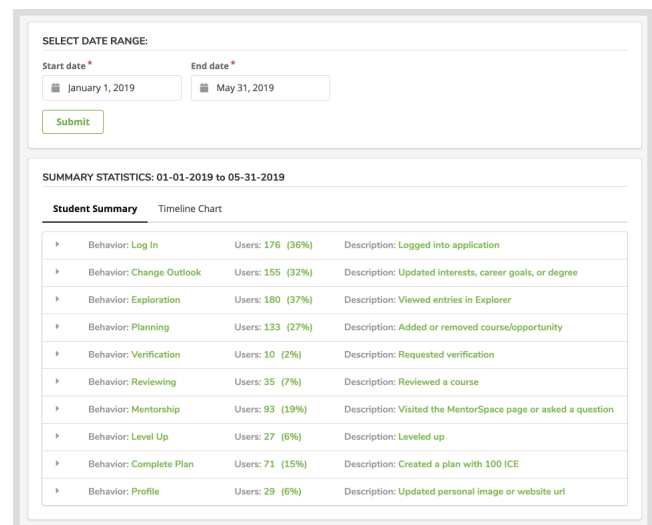 SELECT DATE RANGE:
Start date * End date *
January 1, 2019 May 31, 2019
Submit
SUMMARY STATISTICS: 01-01-2019 to 05-31-2019
Student Summary Timeline Chart
Behavior: Log In Users: 176 (36%) Description: Logged into application
Behavior: Change Outlook Users: 155 (32%) Description: Updated interests, career goals, or degree
Behavior: Exploration Users: 180 (37%) Description: Viewed entries in Explorer
Behavior: Planning Users: 133 (27%) Description: Added or removed course/opportunity
Behavior: Verification Users: 10 (2%) Description: Requested verification
Behavior: Reviewing Users: 35 (7%) Description: Reviewed a course
Behavior: Mentorship Users: 93 (19%) Description: Visited the MentorSpace page or asked a question
Behavior: Level Up Users: 27 (6%) Description: Leveled up
Behavior: Complete Plan Users: 71 (15%) Description: Created a plan with 100 ICE
Behavior: Profile Users: 29 (6%) Description: Updated personal image or website url